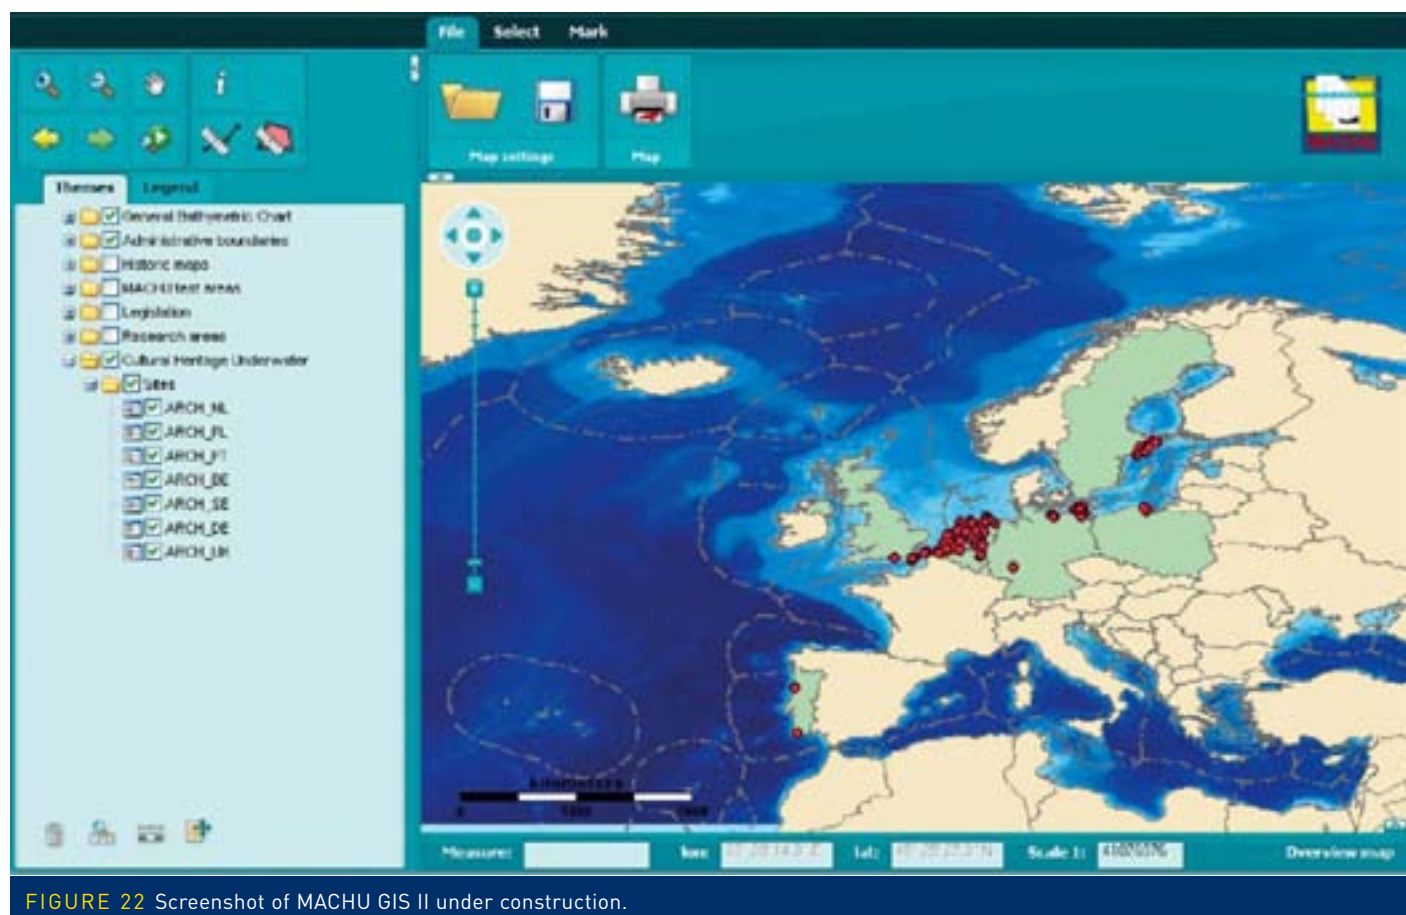 File Select Mark
Map settings Map
Themes Legend
General Bathymetric Chart
Administrative boundaries
Historic maps
MACHU test areas
Legislation
Research areas
Cultural Heritage Underwater
Sites
ARCH_NL
ARCH_PL
ARCH_PT
ARCH_BE
ARCH_SE
ARCH_DE
ARCH_UK
Kilometers
0
Measure: lon: lat: Scale 1: Overview map
FIGURE 22 Screenshot of MACHU GIS II under construction.